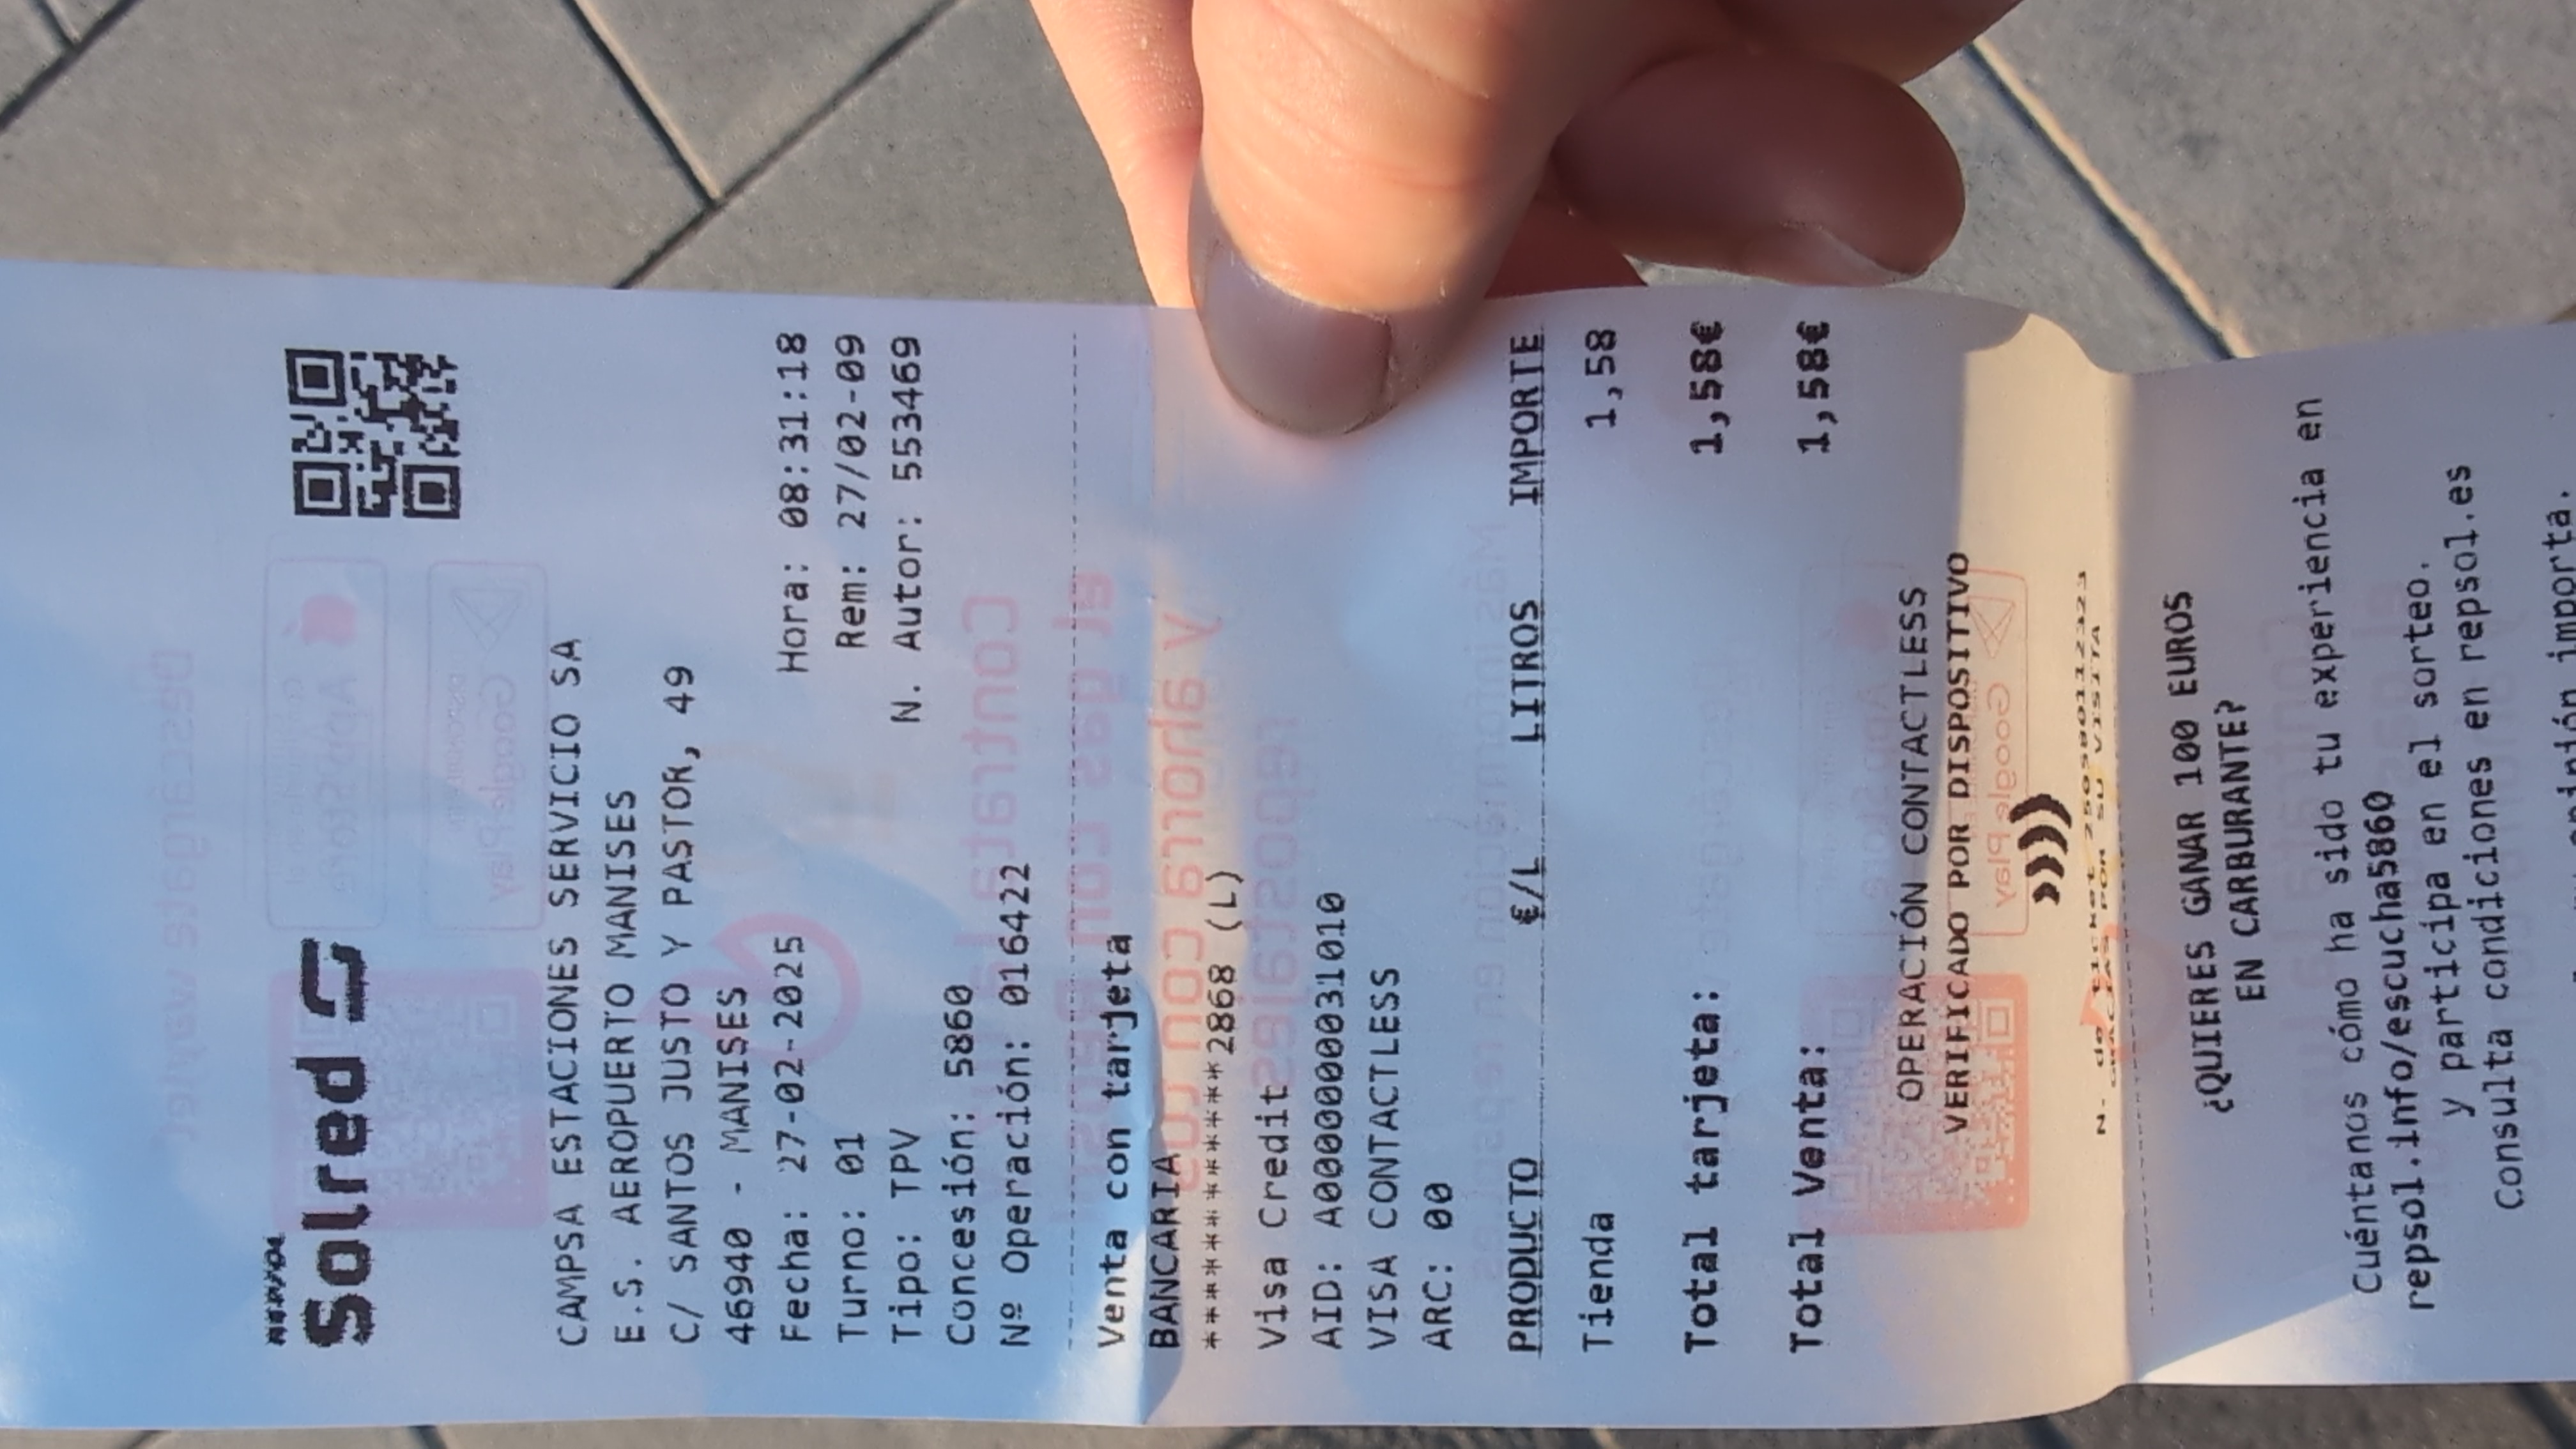 REPSOL
Solred
CAMPSA ESTACIONES SERVICIO SA
E.S. AEROPUERTO MANISES
C/ SANTOS JUSTO Y PASTOR, 49
46940 - MANISES
Fecha: 27-02-2025 Hora: 08:31:18
Turno: 01 Rem: 27/02-09
Tipo: TPV N. Autor: 553469
Concesión: 5860
Nº Operación: 016422
Venta con tarjeta
BANCARIA
************2868 (L)
Visa Credit
AID: A0000000031010
VISA CONTACTLESS
ARC: 00
PRODUCTO €/L LITROS IMPORTE
Tienda 1,58
Total tarjeta: 1,58€
Total Venta: 1,58€
OPERACIÓN CONTACTLESS
VERIFICADO POR DISPOSITIVO
N. de ticket 250580112323
GRACIAS POR SU VISITA
¿QUIERES GANAR 100 EUROS
EN CARBURANTE?
Cuéntanos cómo ha sido tu experiencia en
repsol.info/escucha5860
y participa en el sorteo.
Consulta condiciones en repsol.es
opinión importa.